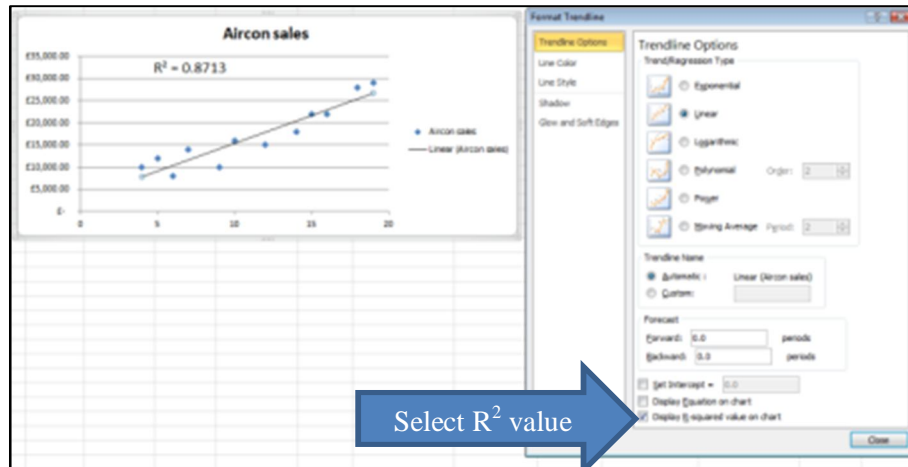 Aircon sales
£35,000.00
£30,000.00
£25,000.00
£20,000.00
£15,000.00
£10,000.00
£5,000.00
£-
0
5
10
15
20
R² = 0.8713
Aircon sales
Linear (Aircon sales)
Format Trendline
Trendline Options
Line Color
Line Style
Shadow
Glow and Soft Edges
Trendline Options
Trend/Regression Type
Exponential
Linear
Logarithmic
Polynomial Order: 2
Power
Moving Average Period: 2
Trendline Name
Automatic : Linear (Aircon sales)
Custom:
Forecast
Forward: 0.0 periods
Backward: 0.0 periods
Set Intercept = 0.0
Display Equation on chart
Display R-squared value on chart
Close
Select R² value